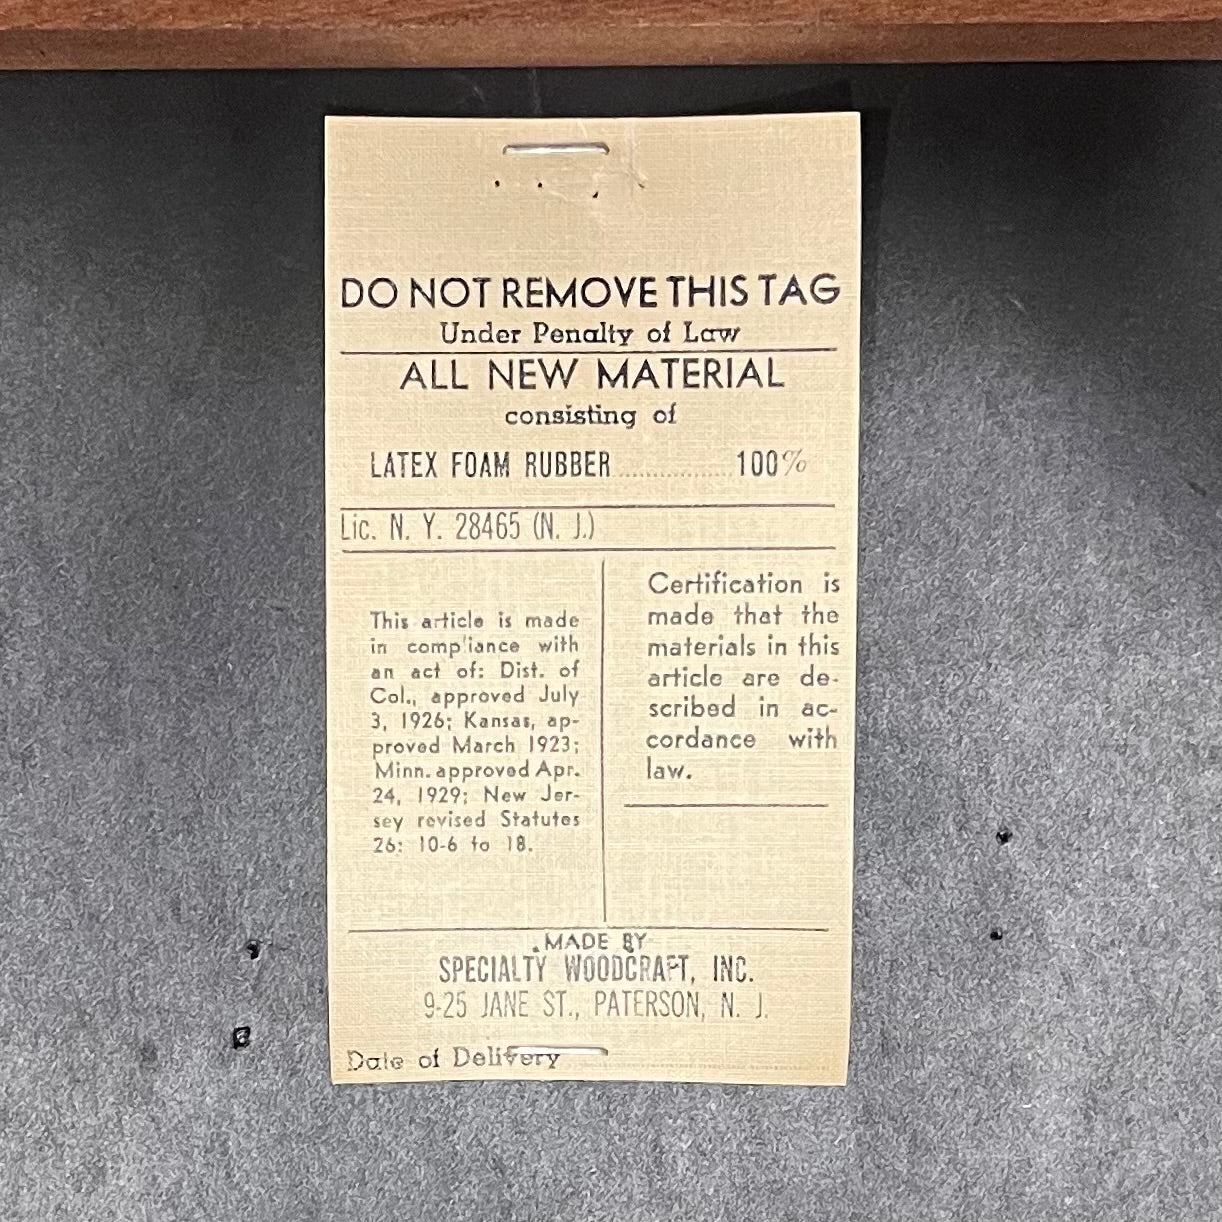 DO NOT REMOVE THIS TAG
Under Penalty of Law
ALL NEW MATERIAL
consisting of
LATEX FOAM RUBBER ................ 100%
Lic. N. Y. 28465 (N. J.)
This article is made
in compliance with
an act of: Dist. of
Col., approved July
3, 1926; Kansas, ap-
proved March 1923;
Minn. approved Apr.
24, 1929; New Jer-
sey revised Statutes
26: 10-6 to 18.
Certification is
made that the
materials in this
article are de-
scribed in ac-
cordance with
law.
MADE BY
SPECIALTY WOODCRAFT, INC.
9-25 JANE ST., PATERSON, N. J.
Date of Delivery